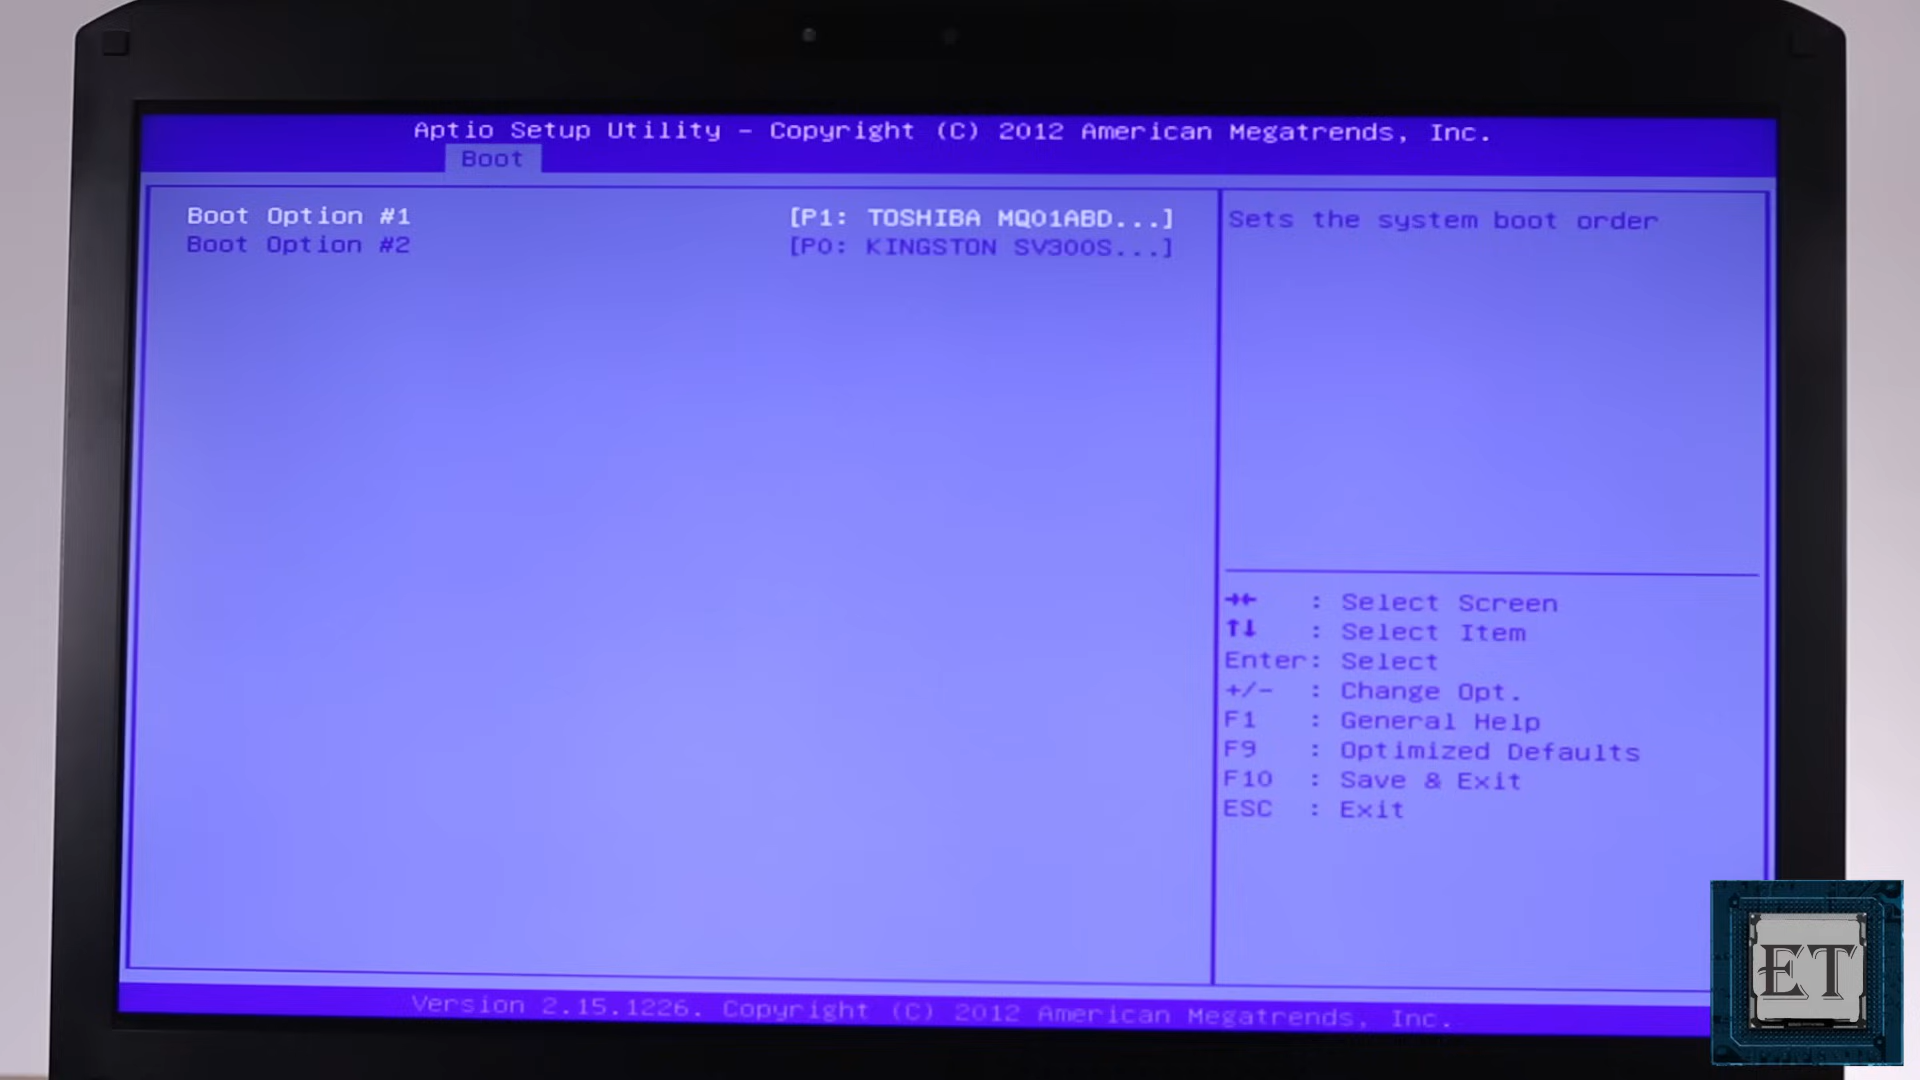 Aptio Setup Utility - Copyright (C) 2012 American Megatrends, Inc.
Boot
Boot Option #1 [P1: TOSHIBA MQ01ABD...]
Boot Option #2 [P0: KINGSTON SV300S...]
Sets the system boot order
→← : Select Screen
↑↓ : Select Item
Enter: Select
+/- : Change Opt.
F1 : General Help
F9 : Optimized Defaults
F10 : Save & Exit
ESC : Exit
Version 2.15.1226. Copyright (C) 2012 American Megatrends, Inc.
ET